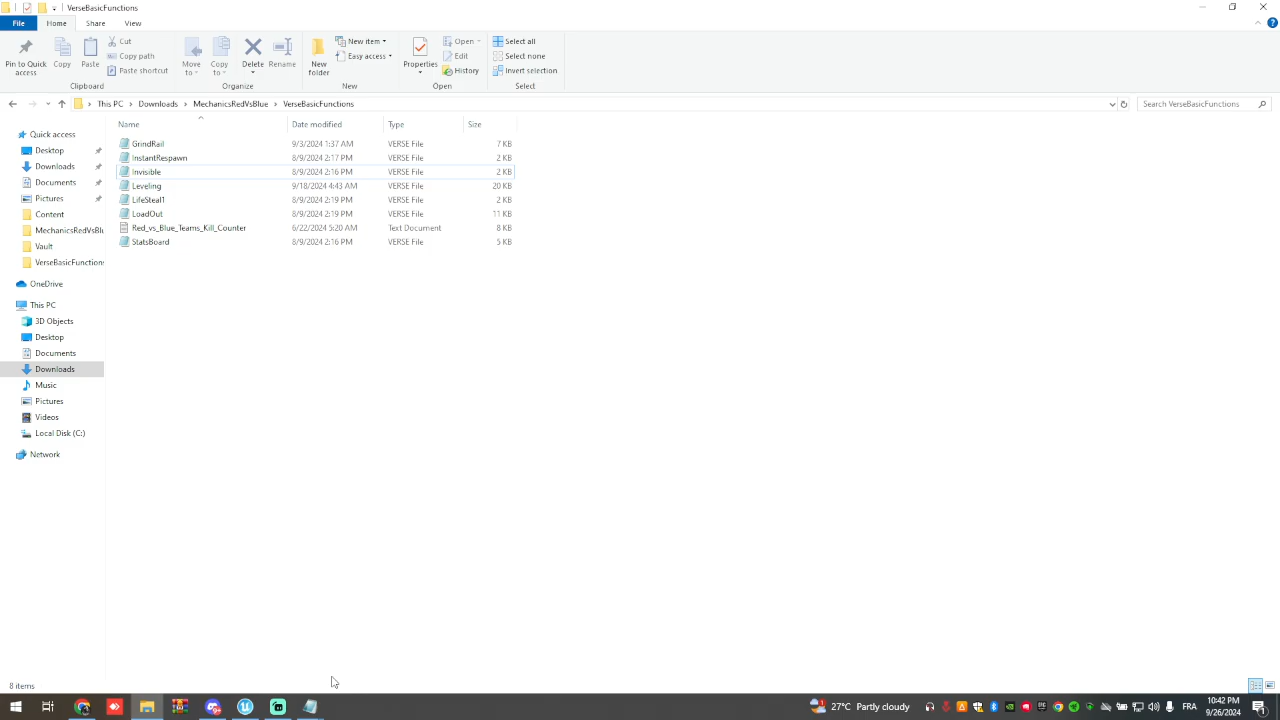 VerseBasicFunctions
File Home Share View
Pin to Quick access
Copy
Paste
Cut
Copy path
Paste shortcut
Clipboard
Move to
Copy to
Delete
Rename
Organize
New folder
New item
Easy access
New
Properties
Open
Edit
History
Open
Select all
Select none
Invert selection
Select
This PC > Downloads > MechanicsRedVsBlue > VerseBasicFunctions
Search VerseBasicFunctions
Quick access
Desktop
Downloads
Documents
Pictures
Content
MechanicsRedVsBlu
Vault
VerseBasicFunctions
OneDrive
This PC
3D Objects
Desktop
Documents
Downloads
Music
Pictures
Videos
Local Disk (C:)
Network
Name Date modified Type Size
GrindRail 9/3/2024 1:37 AM VERSE File 7 KB
InstantRespawn 8/9/2024 2:17 PM VERSE File 2 KB
Invisible 8/9/2024 2:16 PM VERSE File 2 KB
Leveling 9/18/2024 4:43 AM VERSE File 20 KB
LifeSteal1 8/9/2024 2:19 PM VERSE File 2 KB
LoadOut 8/9/2024 2:19 PM VERSE File 11 KB
Red_vs_Blue_Teams_Kill_Counter 6/22/2024 5:20 AM Text Document 8 KB
StatsBoard 8/9/2024 2:16 PM VERSE File 5 KB
8 items
27°C Partly cloudy
FRA
10:42 PM
9/26/2024